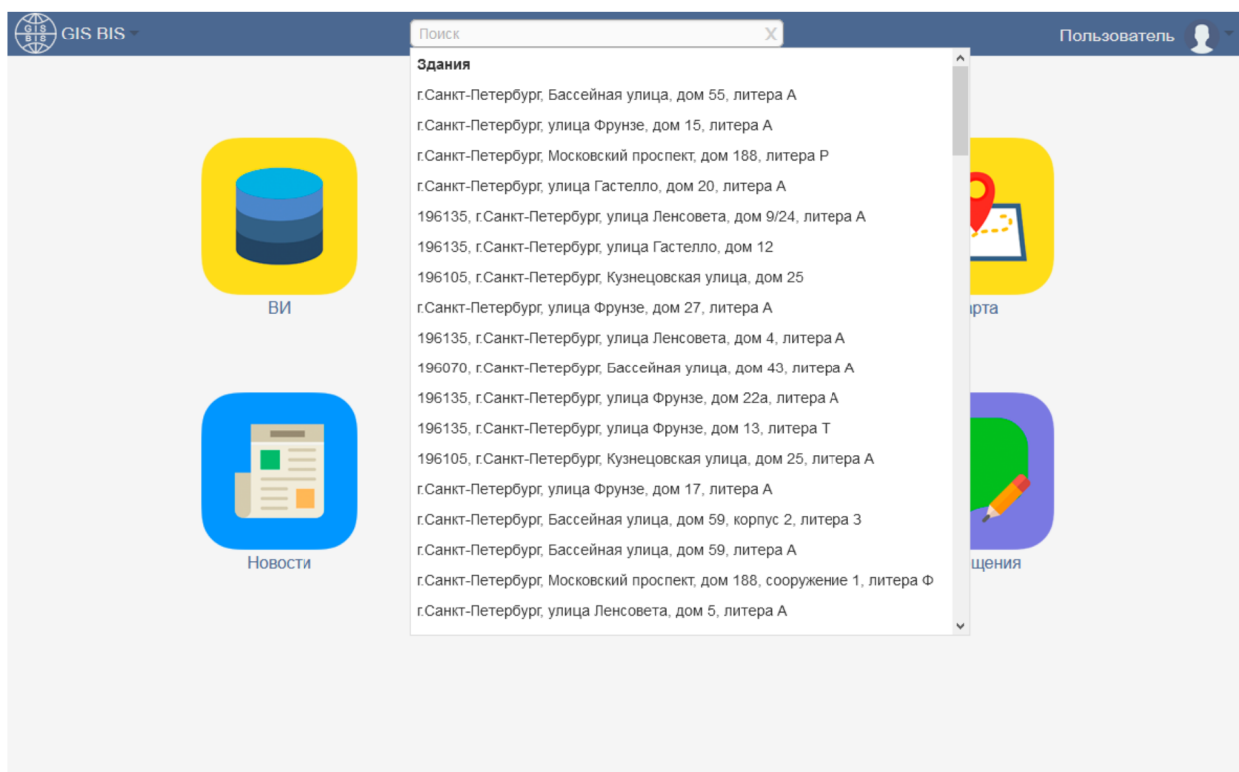 GIS BIS
GIS BIS
Поиск
X
Пользователь
Здания
г.Санкт-Петербург, Бассейная улица, дом 55, литера А
г.Санкт-Петербург, улица Фрунзе, дом 15, литера А
г.Санкт-Петербург, Московский проспект, дом 188, литера Р
г.Санкт-Петербург, улица Гастелло, дом 20, литера А
196135, г.Санкт-Петербург, улица Ленсовета, дом 9/24, литера А
196135, г.Санкт-Петербург, улица Гастелло, дом 12
196105, г.Санкт-Петербург, Кузнецовская улица, дом 25
г.Санкт-Петербург, улица Фрунзе, дом 27, литера А
196135, г.Санкт-Петербург, улица Ленсовета, дом 4, литера А
196070, г.Санкт-Петербург, Бассейная улица, дом 43, литера А
196135, г.Санкт-Петербург, улица Фрунзе, дом 22а, литера А
196135, г.Санкт-Петербург, улица Фрунзе, дом 13, литера Т
196105, г.Санкт-Петербург, Кузнецовская улица, дом 25, литера А
г.Санкт-Петербург, улица Фрунзе, дом 17, литера А
г.Санкт-Петербург, Бассейная улица, дом 59, корпус 2, литера З
г.Санкт-Петербург, Бассейная улица, дом 59, литера А
г.Санкт-Петербург, Московский проспект, дом 188, сооружение 1, литера Ф
г.Санкт-Петербург, улица Ленсовета, дом 5, литера А
ВИ
арта
Новости
щения